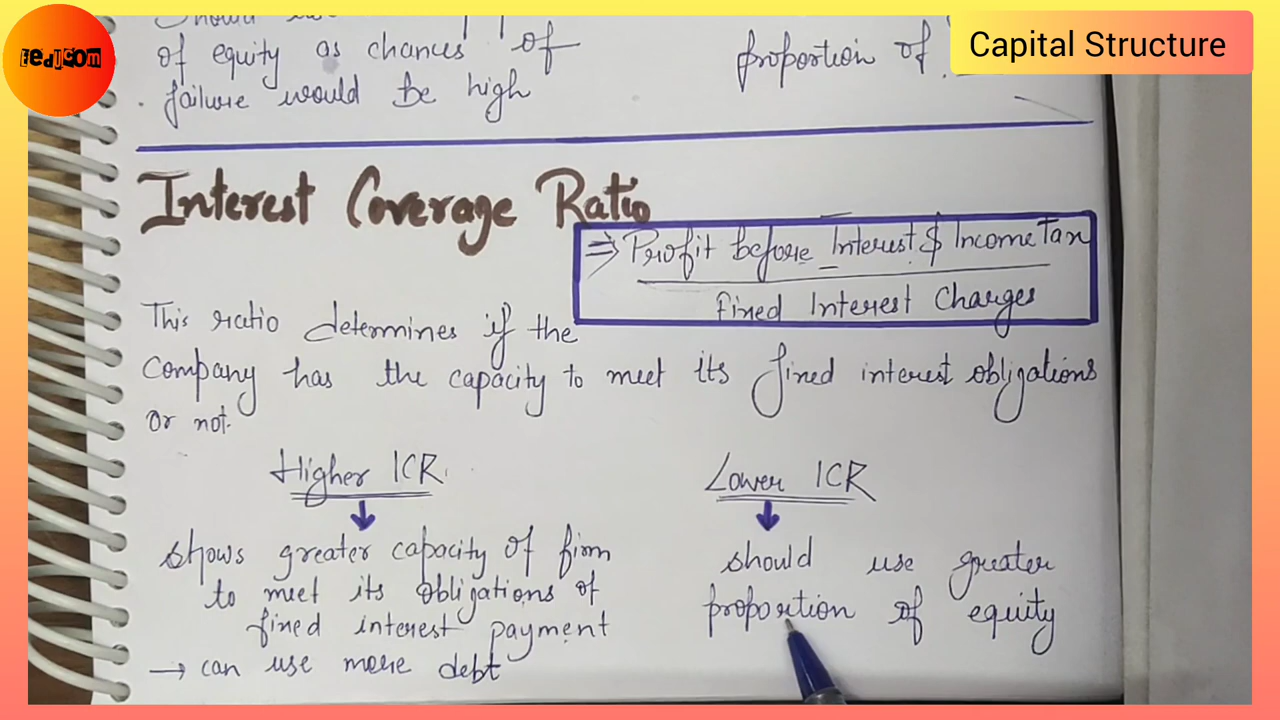 Feducom
Capital Structure
of equity as chances of
failure would be high
proportion of
Interest Coverage Ratio
⇒ Profit before Interest & Income Tax
Fixed Interest Charges
This ratio determines if the
company has the capacity to meet its fixed interest obligations
or not.
Higher ICR
↓
shows greater capacity of firm
to meet its obligations of
fixed interest payment
→ can use more debt
Lower ICR
↓
should use greater
proportion of equity